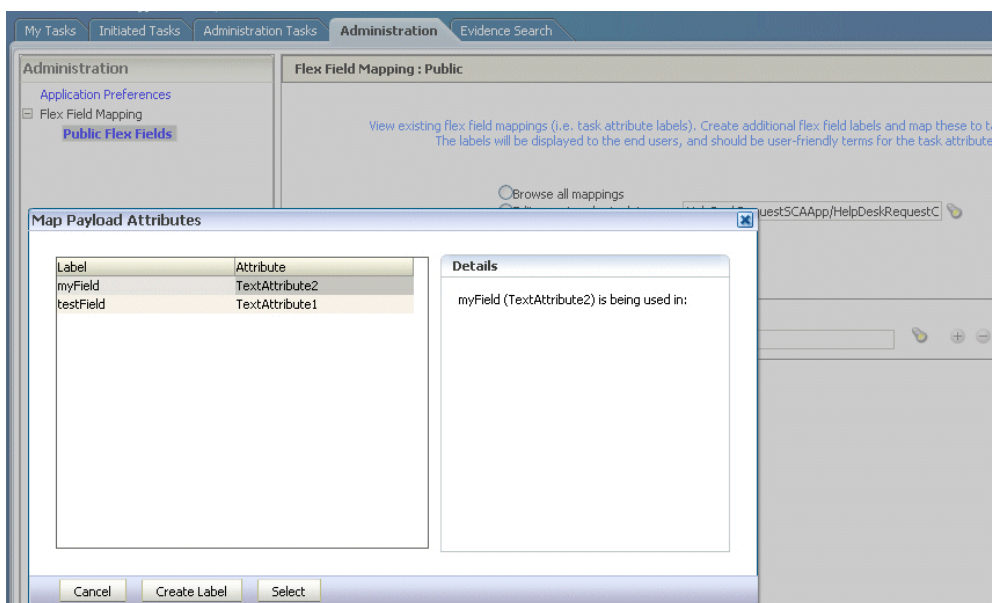 My Tasks Initiated Tasks Administration Tasks Administration Evidence Search
Administration
Application Preferences
Flex Field Mapping
Public Flex Fields
Flex Field Mapping : Public
View existing flex field mappings (i.e. task attribute labels). Create additional flex field labels and map these to t
The labels will be displayed to the end users, and should be user-friendly terms for the task attribute
Browse all mappings
uestSCAApp/HelpDeskRequestC
Map Payload Attributes
Label Attribute
myField TextAttribute2
testField TextAttribute1
Details
myField (TextAttribute2) is being used in:
Cancel Create Label Select